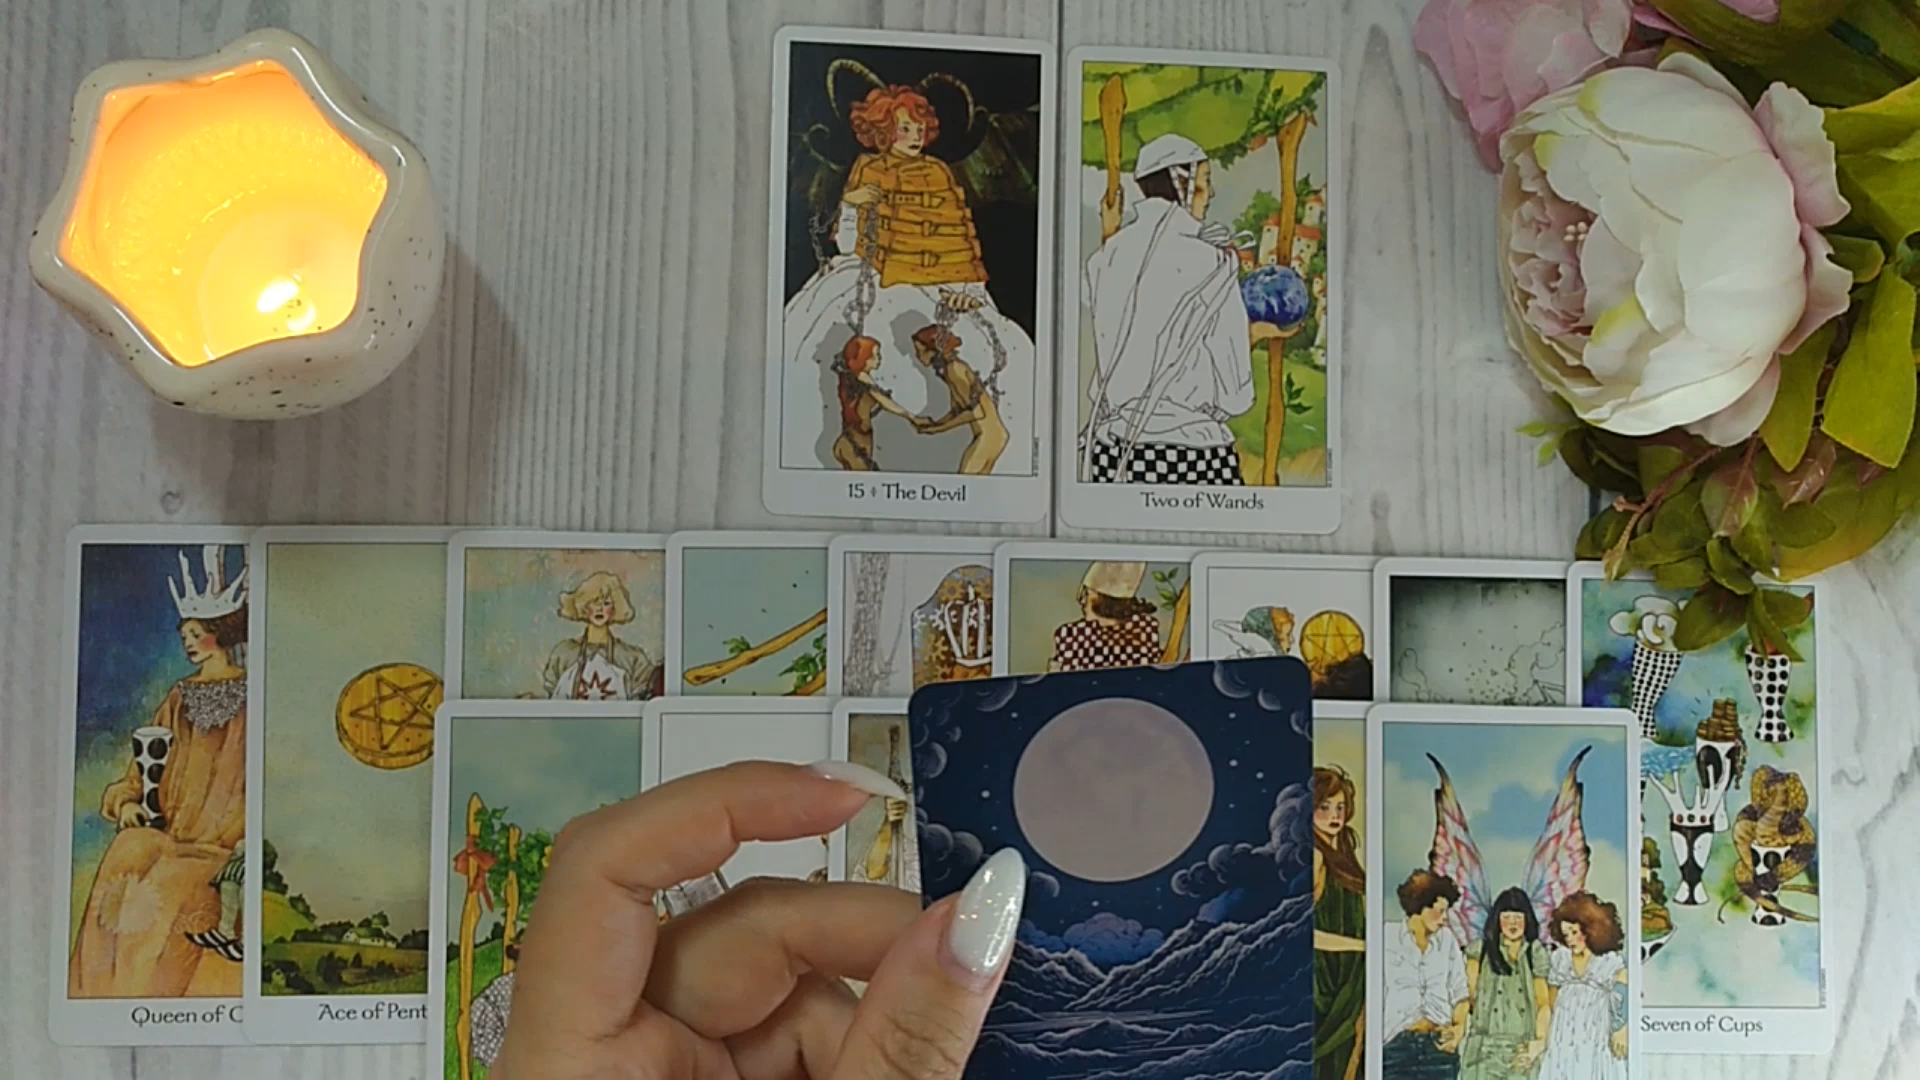 15 ♦ The Devil
Two of Wands
Queen of C
Ace of Pent
Seven of Cups